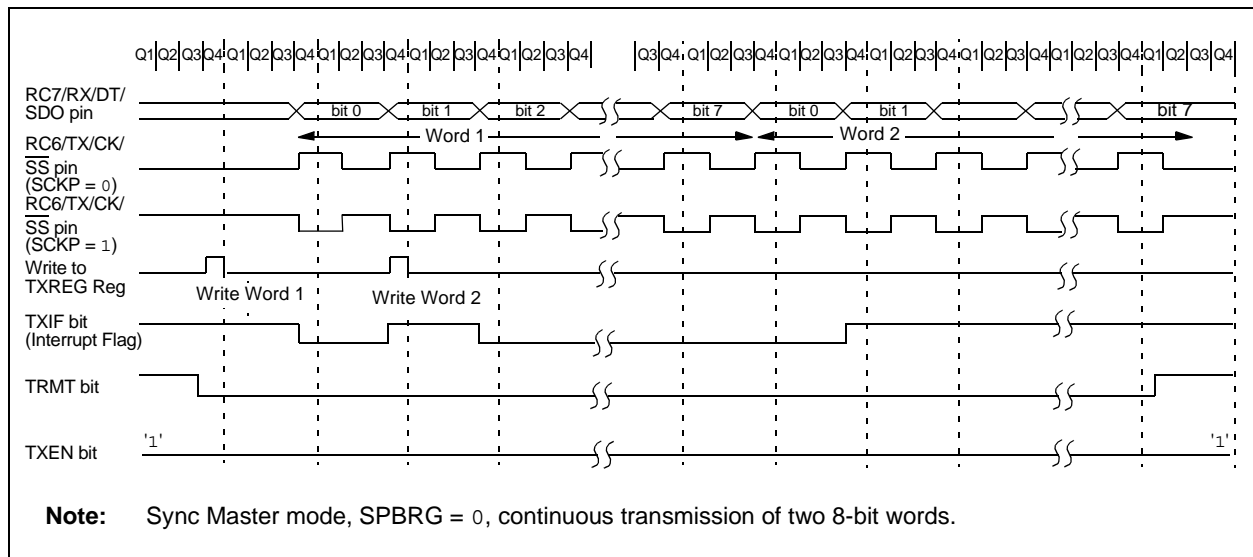 Q1 Q2 Q3 Q4 Q1 Q2 Q3 Q4 Q1 Q2 Q3 Q4 Q1 Q2 Q3 Q4 Q1 Q2 Q3 Q4 Q3 Q4 Q1 Q2 Q3 Q4 Q1 Q2 Q3 Q4 Q1 Q2 Q3 Q4 Q1 Q2 Q3 Q4 Q1 Q2 Q3 Q4 Q1 Q2 Q3 Q4
RC7/RX/DT/
SDO pin
bit 0 bit 1 bit 2 bit 7 bit 0 bit 1 bit 7
Word 1 Word 2
RC6/TX/CK/
SS pin
(SCKP = 0)
RC6/TX/CK/
SS pin
(SCKP = 1)
Write to
TXREG Reg
Write Word 1 Write Word 2
TXIF bit
(Interrupt Flag)
TRMT bit
'1' '1'
TXEN bit
Note: Sync Master mode, SPBRG = 0, continuous transmission of two 8-bit words.